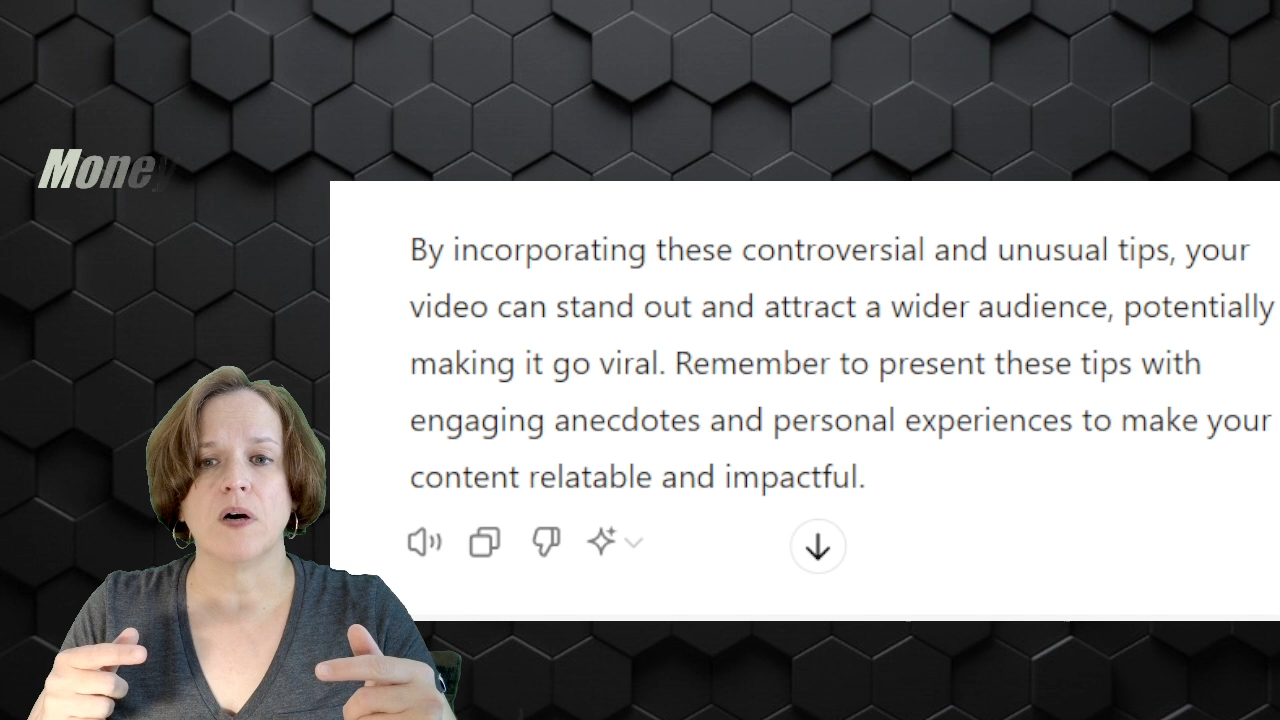 Money
By incorporating these controversial and unusual tips, your
video can stand out and attract a wider audience, potentially
making it go viral. Remember to present these tips with
engaging anecdotes and personal experiences to make your
content relatable and impactful.